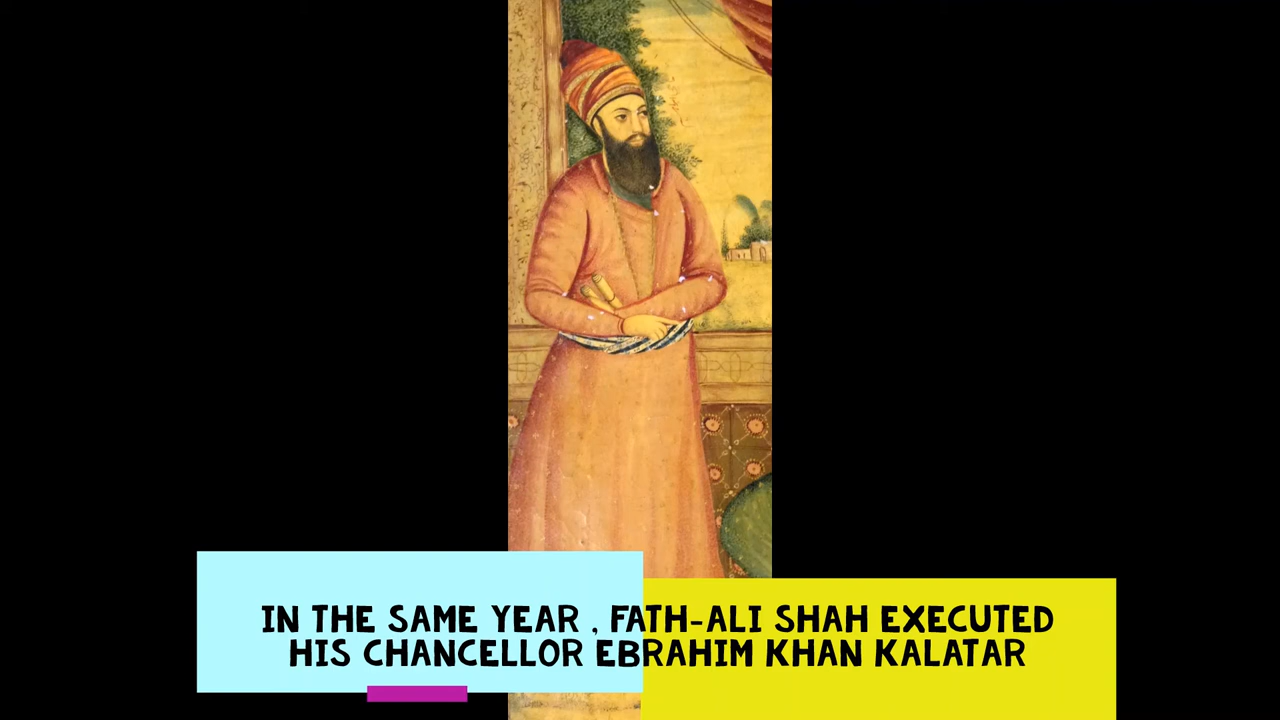 IN THE SAME YEAR , FATH-ALI SHAH EXECUTED
HIS CHANCELLOR EBRAHIM KHAN KALATAR